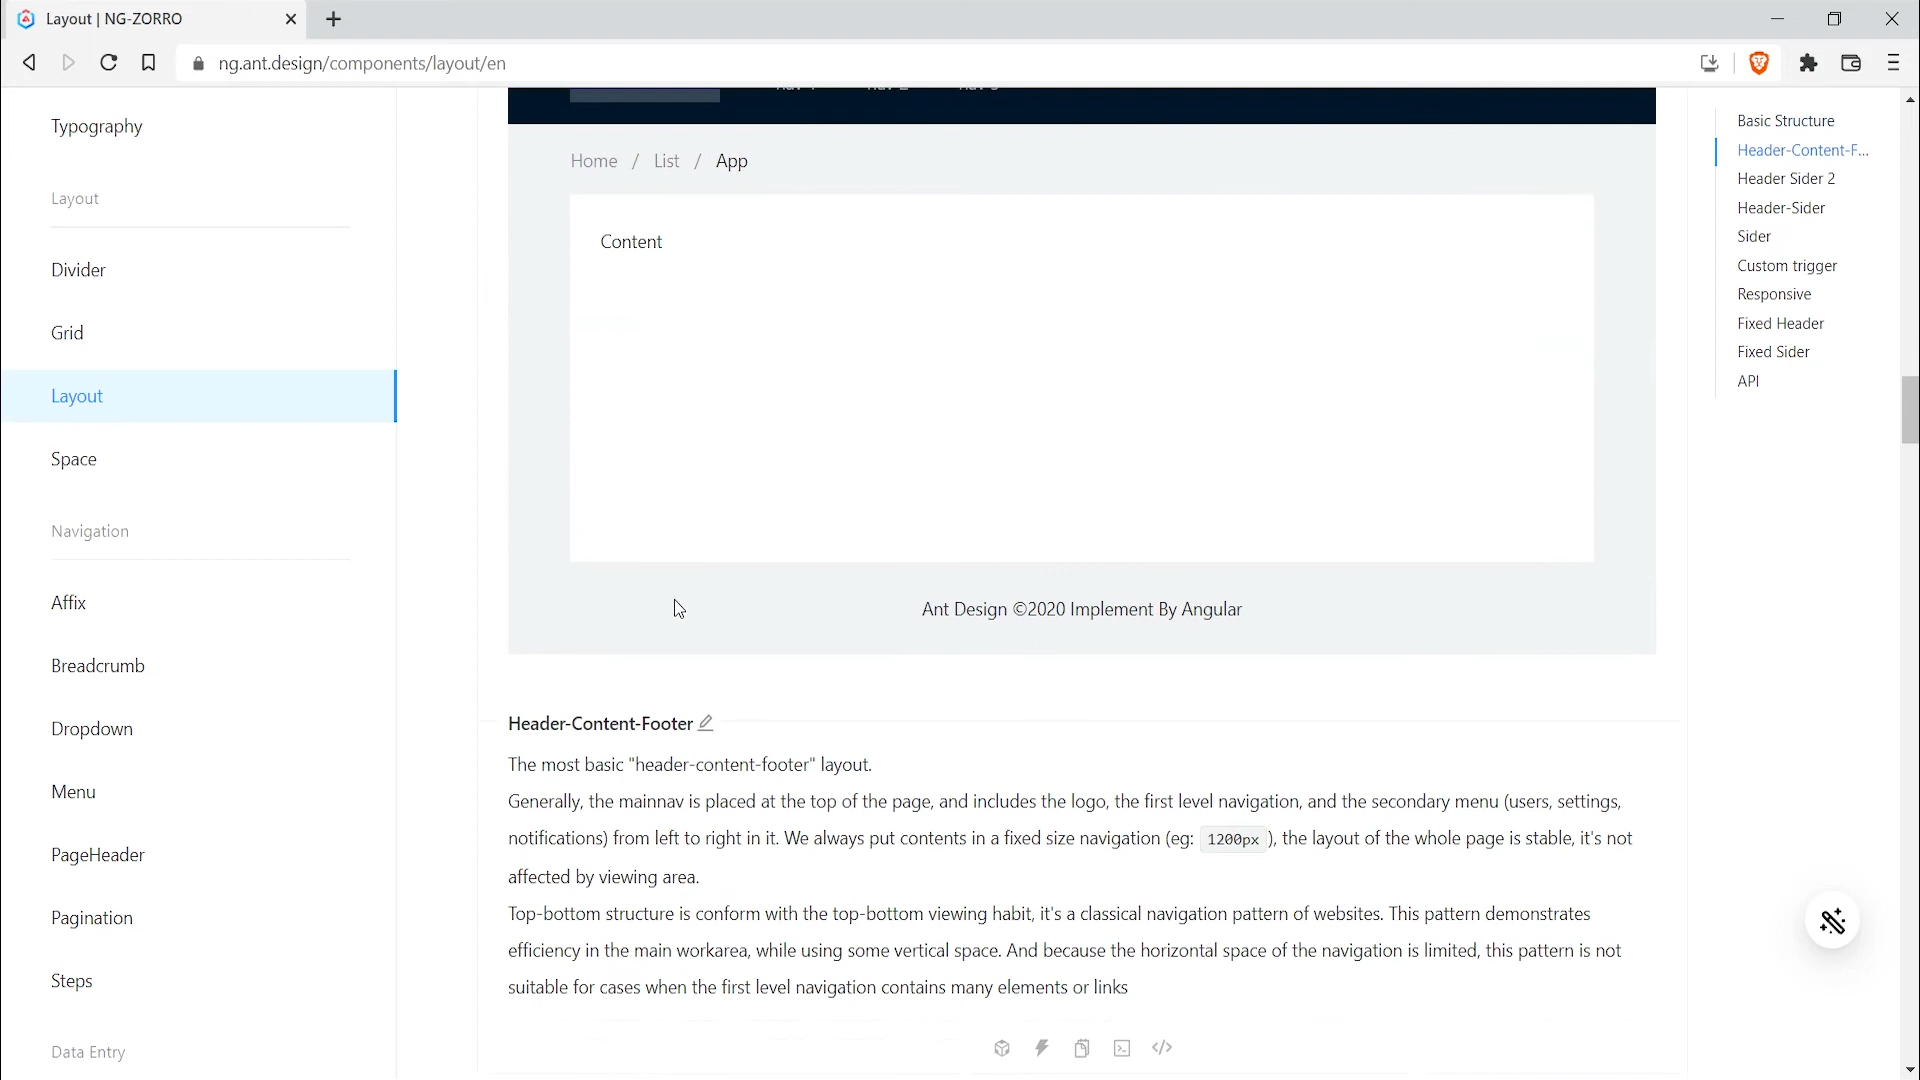 Layout | NG-ZORRO
ng.ant.design/components/layout/en
Typography
Layout
Divider
Grid
Layout
Space
Navigation
Affix
Breadcrumb
Dropdown
Menu
PageHeader
Pagination
Steps
Data Entry
Home / List / App
Content
Ant Design ©2020 Implement By Angular
Header-Content-Footer
The most basic "header-content-footer" layout.
Generally, the mainnav is placed at the top of the page, and includes the logo, the first level navigation, and the secondary menu (users, settings,
notifications) from left to right in it. We always put contents in a fixed size navigation (eg: 1200px ), the layout of the whole page is stable, it's not
affected by viewing area.
Top-bottom structure is conform with the top-bottom viewing habit, it's a classical navigation pattern of websites. This pattern demonstrates
efficiency in the main workarea, while using some vertical space. And because the horizontal space of the navigation is limited, this pattern is not
suitable for cases when the first level navigation contains many elements or links
Basic Structure
Header-Content-F...
Header Sider 2
Header-Sider
Sider
Custom trigger
Responsive
Fixed Header
Fixed Sider
API